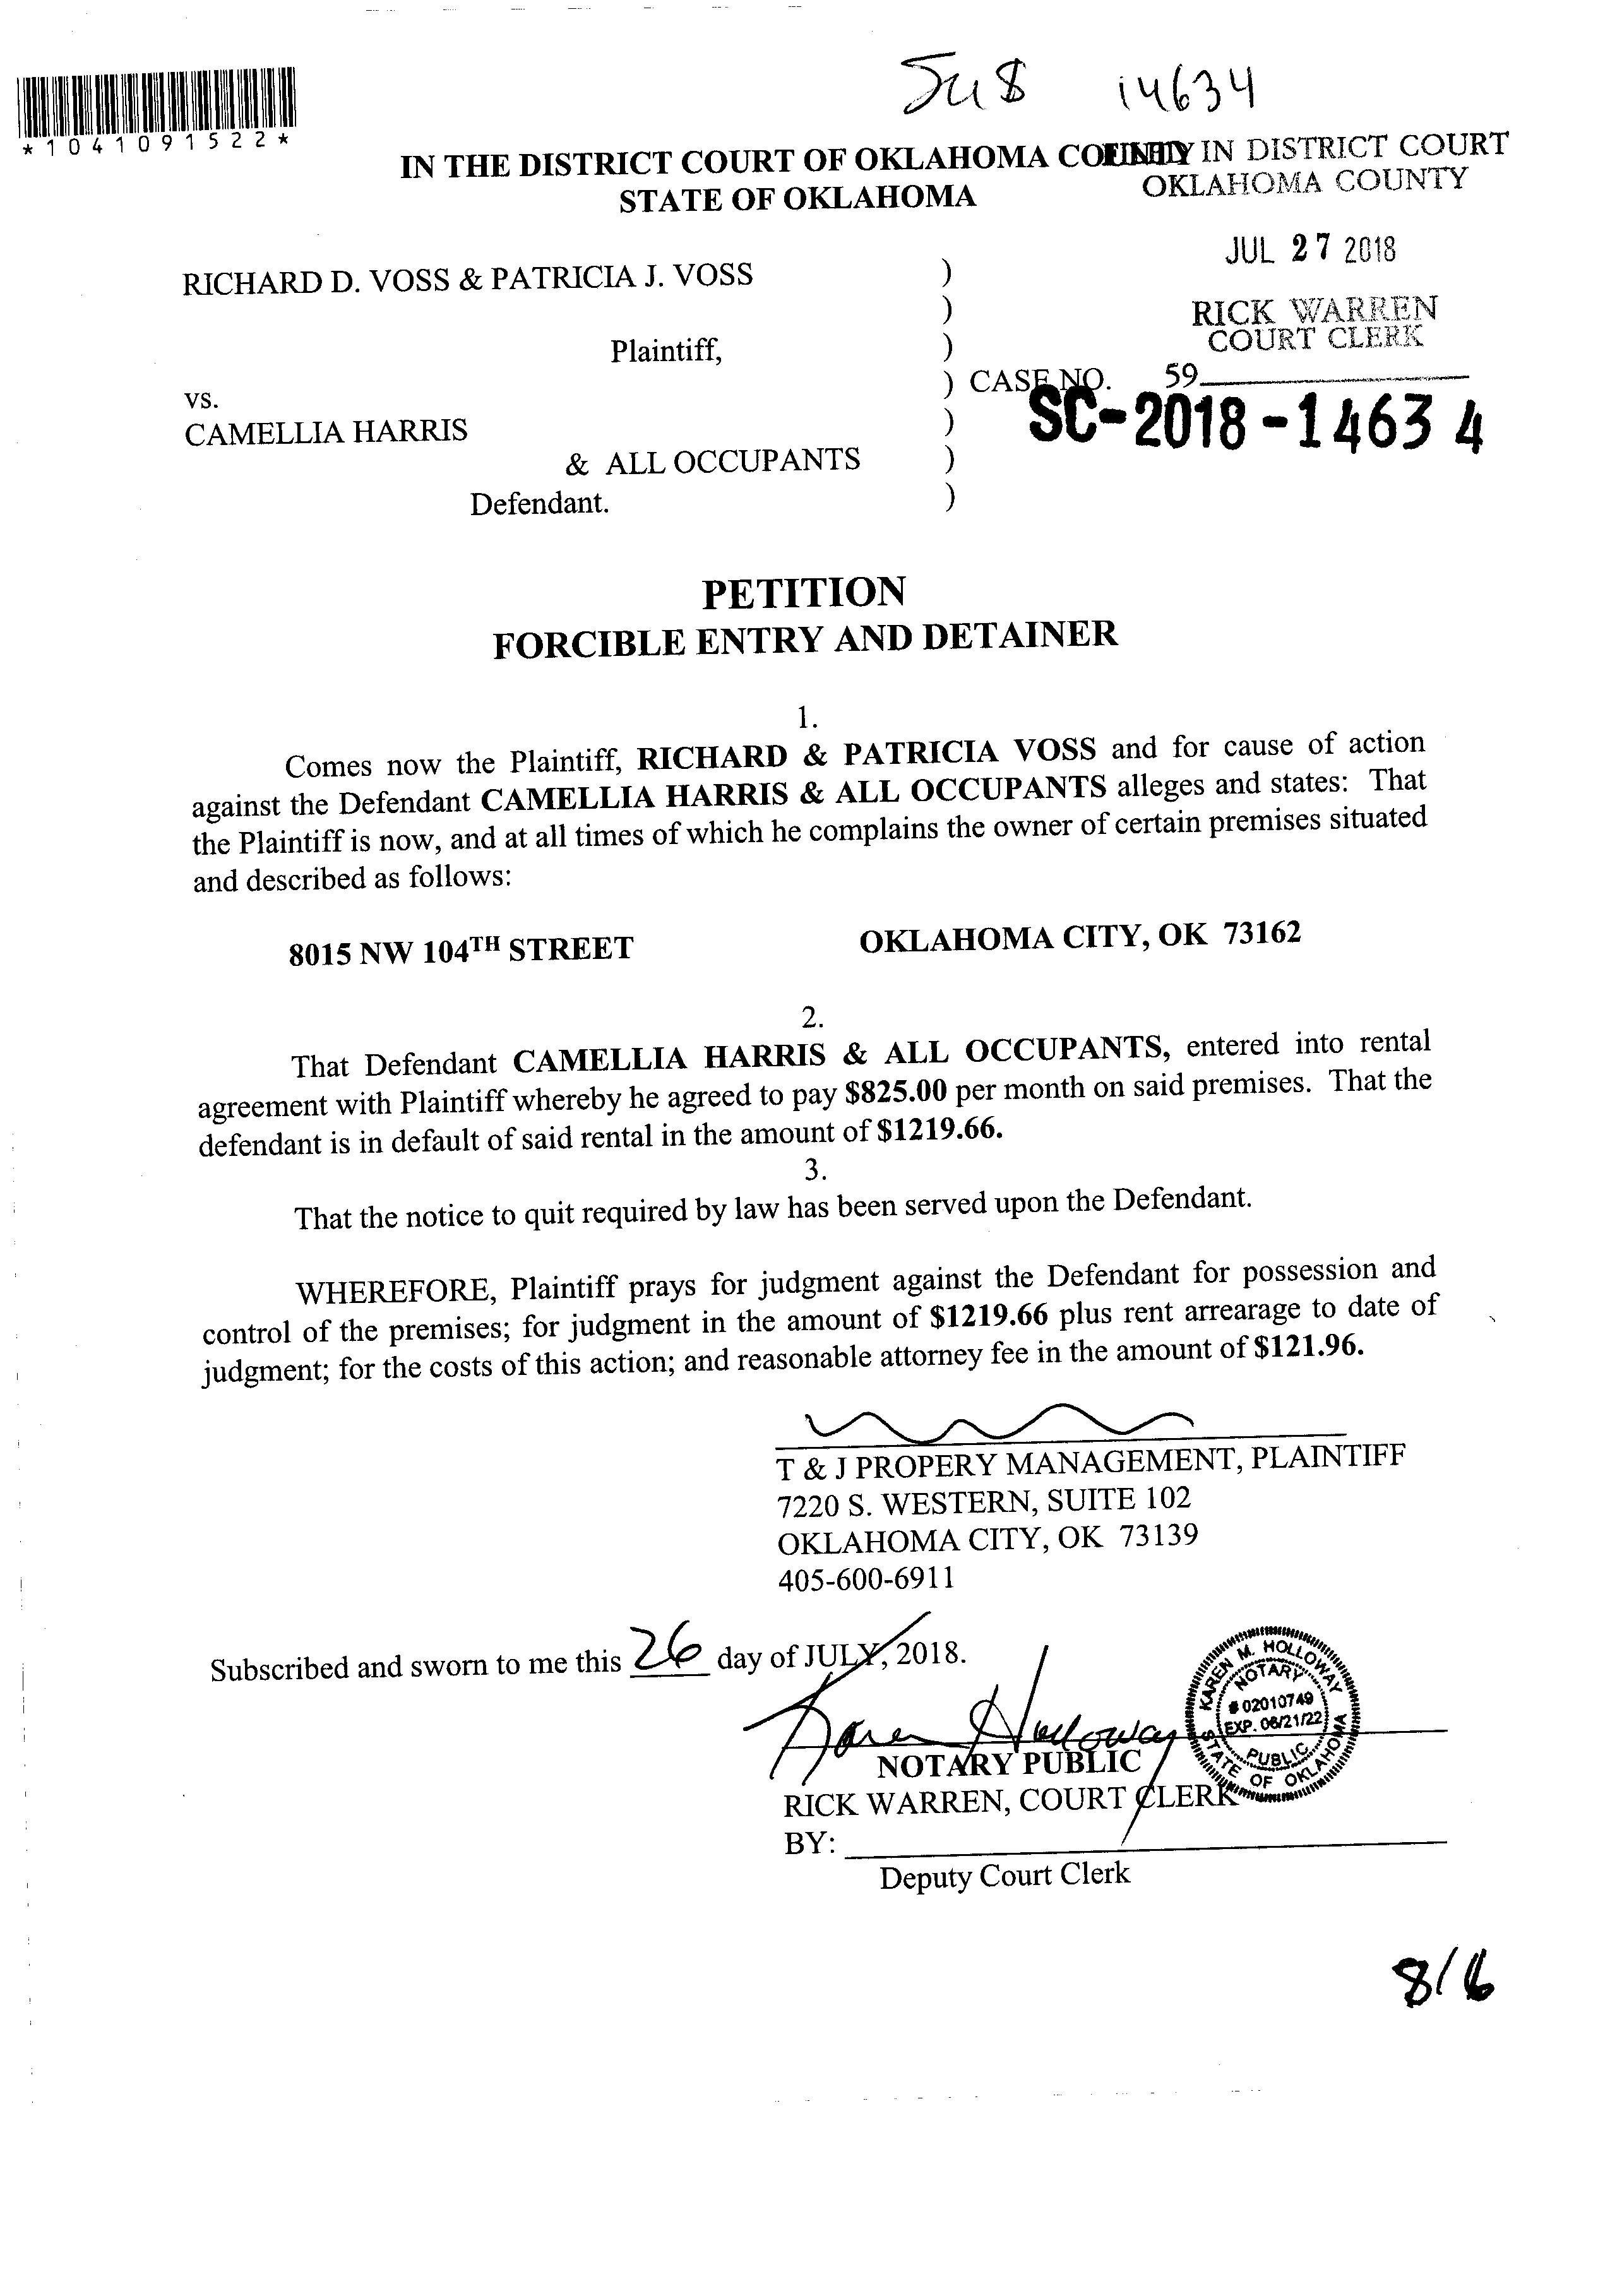 14634
*1041091522*
IN THE DISTRICT COURT OF OKLAHOMA COUNTY
STATE OF OKLAHOMA
FILED IN DISTRICT COURT
OKLAHOMA COUNTY
JUL 27 2018
RICK WARREN
COURT CLERK
59
RICHARD D. VOSS & PATRICIA J. VOSS )
)
Plaintiff, )
) CASE NO.
vs.
SC-2018-14634
CAMELLIA HARRIS )
& ALL OCCUPANTS )
Defendant. )
PETITION
FORCIBLE ENTRY AND DETAINER
1.
Comes now the Plaintiff, RICHARD & PATRICIA VOSS and for cause of action
against the Defendant CAMELLIA HARRIS & ALL OCCUPANTS alleges and states: That
the Plaintiff is now, and at all times of which he complains the owner of certain premises situated
and described as follows:
8015 NW 104TH STREET OKLAHOMA CITY, OK 73162
2.
That Defendant CAMELLIA HARRIS & ALL OCCUPANTS, entered into rental
agreement with Plaintiff whereby he agreed to pay $825.00 per month on said premises. That the
defendant is in default of said rental in the amount of $1219.66.
3.
That the notice to quit required by law has been served upon the Defendant.
WHEREFORE, Plaintiff prays for judgment against the Defendant for possession and
control of the premises; for judgment in the amount of $1219.66 plus rent arrearage to date of
judgment; for the costs of this action; and reasonable attorney fee in the amount of $121.96.
T & J PROPERY MANAGEMENT, PLAINTIFF
7220 S. WESTERN, SUITE 102
OKLAHOMA CITY, OK 73139
405-600-6911
Subscribed and sworn to me this 26 day of JULY, 2018.
Karen Holloway
KAREN M. HOLLOWAY
NOTARY
# 02010749
EXP. 06/21/22
PUBLIC
STATE OF OKLAHOMA
NOTARY PUBLIC
RICK WARREN, COURT CLERK
BY:
Deputy Court Clerk